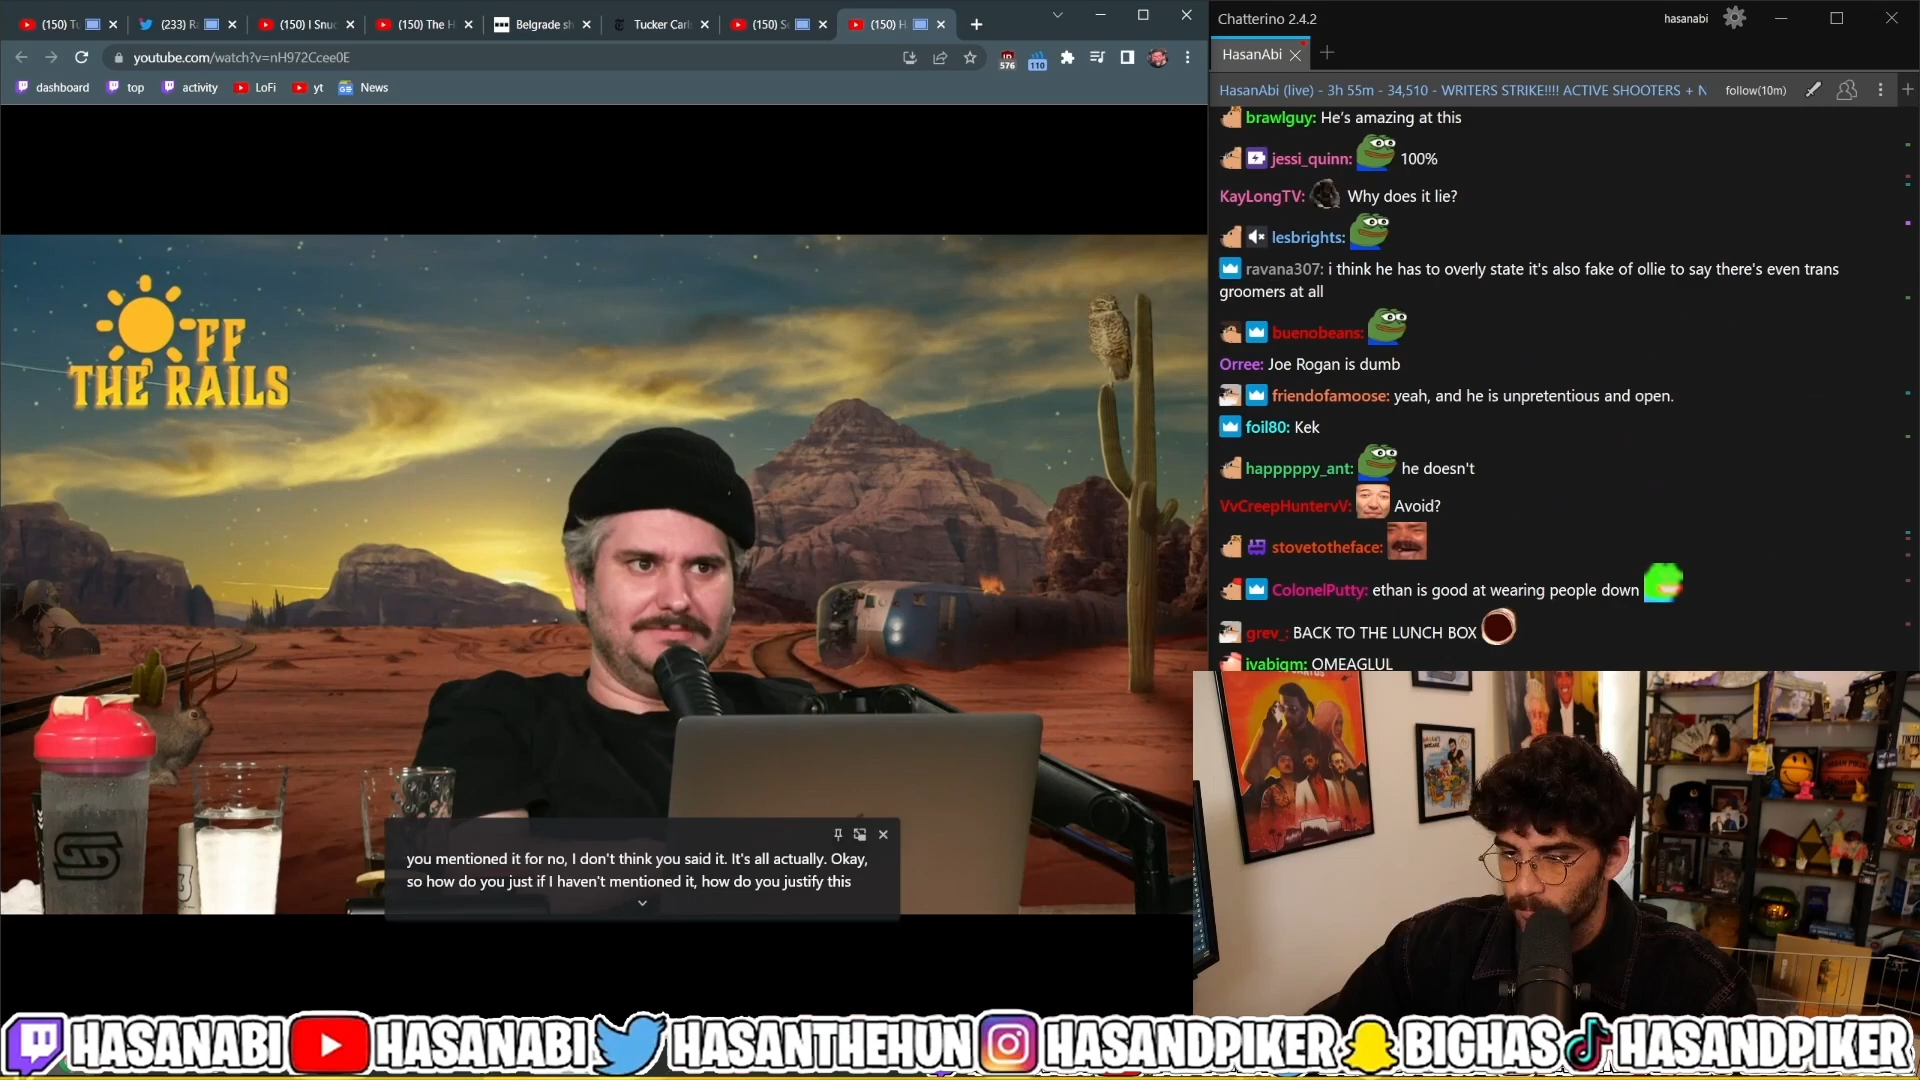 (150) Tu
(233) Ra
(150) I Snuc
(150) The H
Belgrade sh
Tucker Carl
(150) Se
(150) H
youtube.com/watch?v=nH972Ccee0E
576
110
dashboard
top
activity
LoFi
yt
News
OFF
THE RAILS
you mentioned it for no, I don't think you said it. It's all actually. Okay,
so how do you just if I haven't mentioned it, how do you justify this
Chatterino 2.4.2
hasanabi
HasanAbi
HasanAbi (live) - 3h 55m - 34,510 - WRITERS STRIKE!!!! ACTIVE SHOOTERS + N
follow(10m)
brawlguy: He's amazing at this
jessi_quinn: 100%
KayLongTV: Why does it lie?
lesbrights:
ravana307: i think he has to overly state it's also fake of ollie to say there's even trans
groomers at all
buenobeans:
Orree: Joe Rogan is dumb
friendofamoose: yeah, and he is unpretentious and open.
foil80: Kek
happpppy_ant: he doesn't
VvCreepHuntervV: Avoid?
stovetotheface:
ColonelPutty: ethan is good at wearing people down
grev_: BACK TO THE LUNCH BOX
ivabigm: OMEAGLUL
HASANABI
HASANABI
HASANTHEHUN
HASANDPIKER
BIGHAS
HASANDPIKER